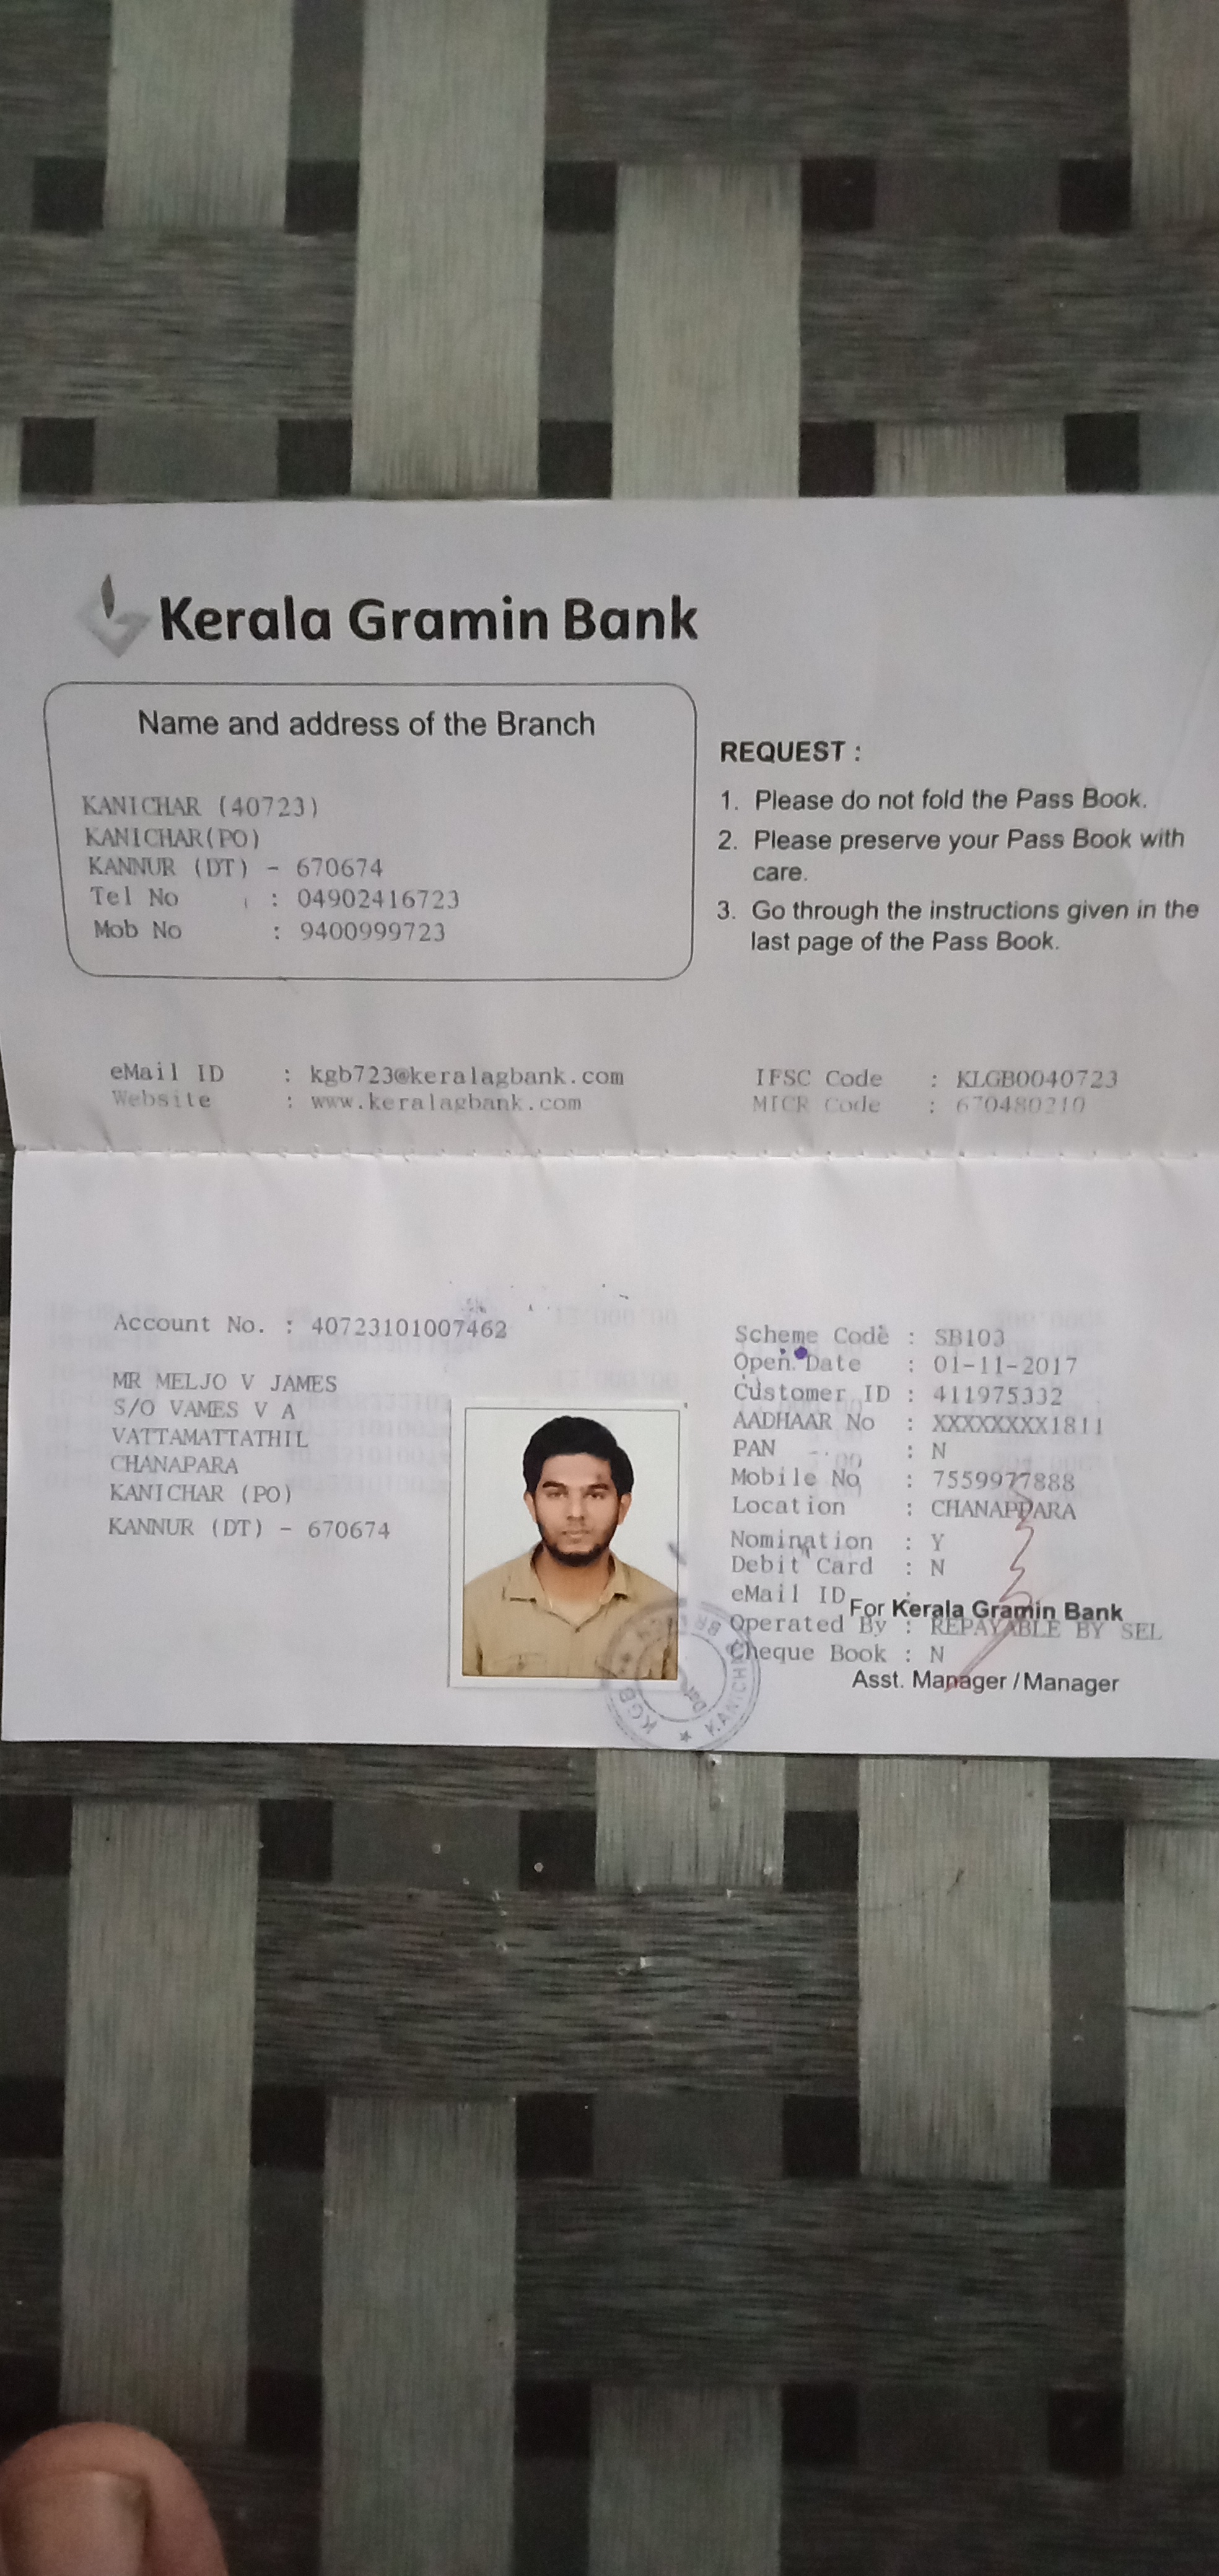 Kerala Gramin Bank
Name and address of the Branch
KANICHAR (40723)
KANICHAR(PO)
KANNUR (DT) - 670674
Tel No : 04902416723
Mob No : 9400999723
REQUEST :
1. Please do not fold the Pass Book.
2. Please preserve your Pass Book with
care.
3. Go through the instructions given in the
last page of the Pass Book.
eMail ID : kgb723@keralagbank.com
Website : www.keralagbank.com
IFSC Code : KLGB0040723
MICR Code : 670480210
Account No. : 40723101007462
MR MELJO V JAMES
S/O VAMES V A
VATTAMATTATHIL
CHANAPARA
KANICHAR (PO)
KANNUR (DT) - 670674
Scheme Code : SB103
Open Date : 01-11-2017
Customer ID : 411975332
AADHAAR No : XXXXXXXX1811
PAN : N
Mobile No : 7559977888
Location : CHANAPPARA
Nomination : Y
Debit Card : N
eMail ID :
For Kerala Gramin Bank
Operated By : REPAYABLE BY SEL
Cheque Book : N
Asst. Manager / Manager
KGB